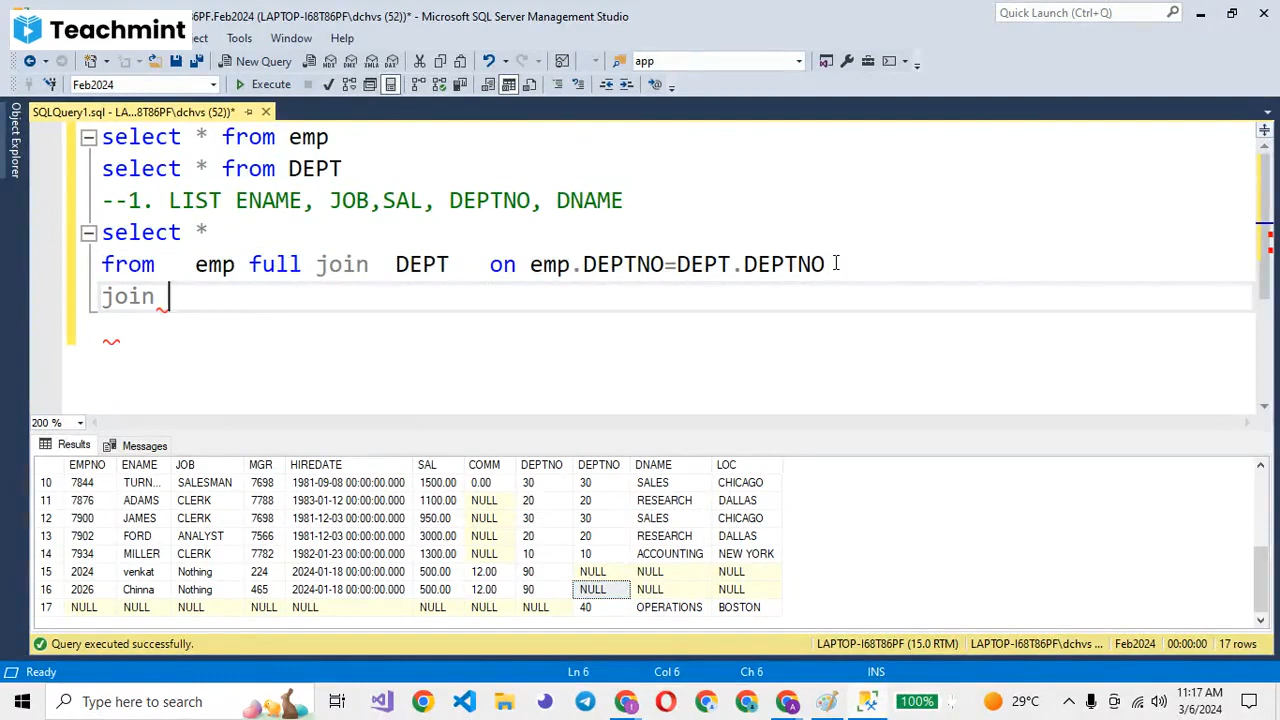 PF.Feb2024 (LAPTOP-I68T86PF\dchvs (52))* - Microsoft SQL Server Management Studio
Quick Launch (Ctrl+Q)
Teachmint
Tools Window Help
New Query app
Feb2024 Execute
SQLQuery1.sql - LA...8T86PF\dchvs (52))*
Object Explorer
select * from emp
select * from DEPT
--1. LIST ENAME, JOB,SAL, DEPTNO, DNAME
select *
from emp full join DEPT on emp.DEPTNO=DEPT.DEPTNO
join
200 %
Results Messages
EMPNO ENAME JOB MGR HIREDATE SAL COMM DEPTNO DEPTNO DNAME LOC
10 7844 TURN... SALESMAN 7698 1981-09-08 00:00:00.000 1500.00 0.00 30 30 SALES CHICAGO
11 7876 ADAMS CLERK 7788 1983-01-12 00:00:00.000 1100.00 NULL 20 20 RESEARCH DALLAS
12 7900 JAMES CLERK 7698 1981-12-03 00:00:00.000 950.00 NULL 30 30 SALES CHICAGO
13 7902 FORD ANALYST 7566 1981-12-03 00:00:00.000 3000.00 NULL 20 20 RESEARCH DALLAS
14 7934 MILLER CLERK 7782 1982-01-23 00:00:00.000 1300.00 NULL 10 10 ACCOUNTING NEW YORK
15 2024 venkat Nothing 224 2024-01-18 00:00:00.000 500.00 12.00 90 NULL NULL NULL
16 2026 Chinna Nothing 465 2024-01-18 00:00:00.000 500.00 12.00 90 NULL NULL NULL
17 NULL NULL NULL NULL NULL NULL NULL NULL 40 OPERATIONS BOSTON
Query executed successfully. LAPTOP-I68T86PF (15.0 RTM) LAPTOP-I68T86PF\dchvs ... Feb2024 00:00:00 17 rows
Ready Ln 6 Col 6 Ch 6 INS
Type here to search 100% 29°C 11:17 AM
3/6/2024